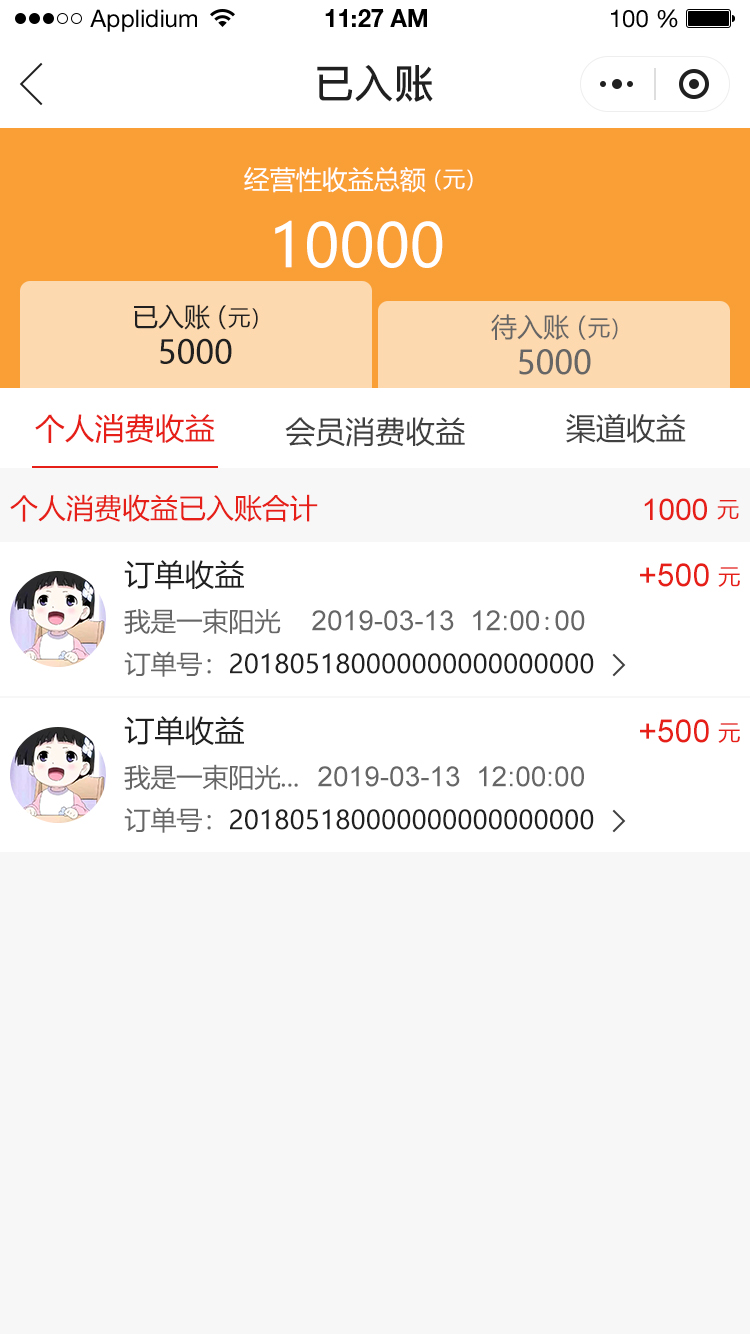 Applidium 11:27 AM 100 %
已入账
经营性收益总额 (元)
10000
已入账 (元)
5000
待入账 (元)
5000
个人消费收益 会员消费收益 渠道收益
个人消费收益已入账合计 1000 元
订单收益 +500 元
我是一束阳光 2019-03-13 12:00:00
订单号: 201805180000000000000000
订单收益 +500 元
我是一束阳光... 2019-03-13 12:00:00
订单号: 201805180000000000000000